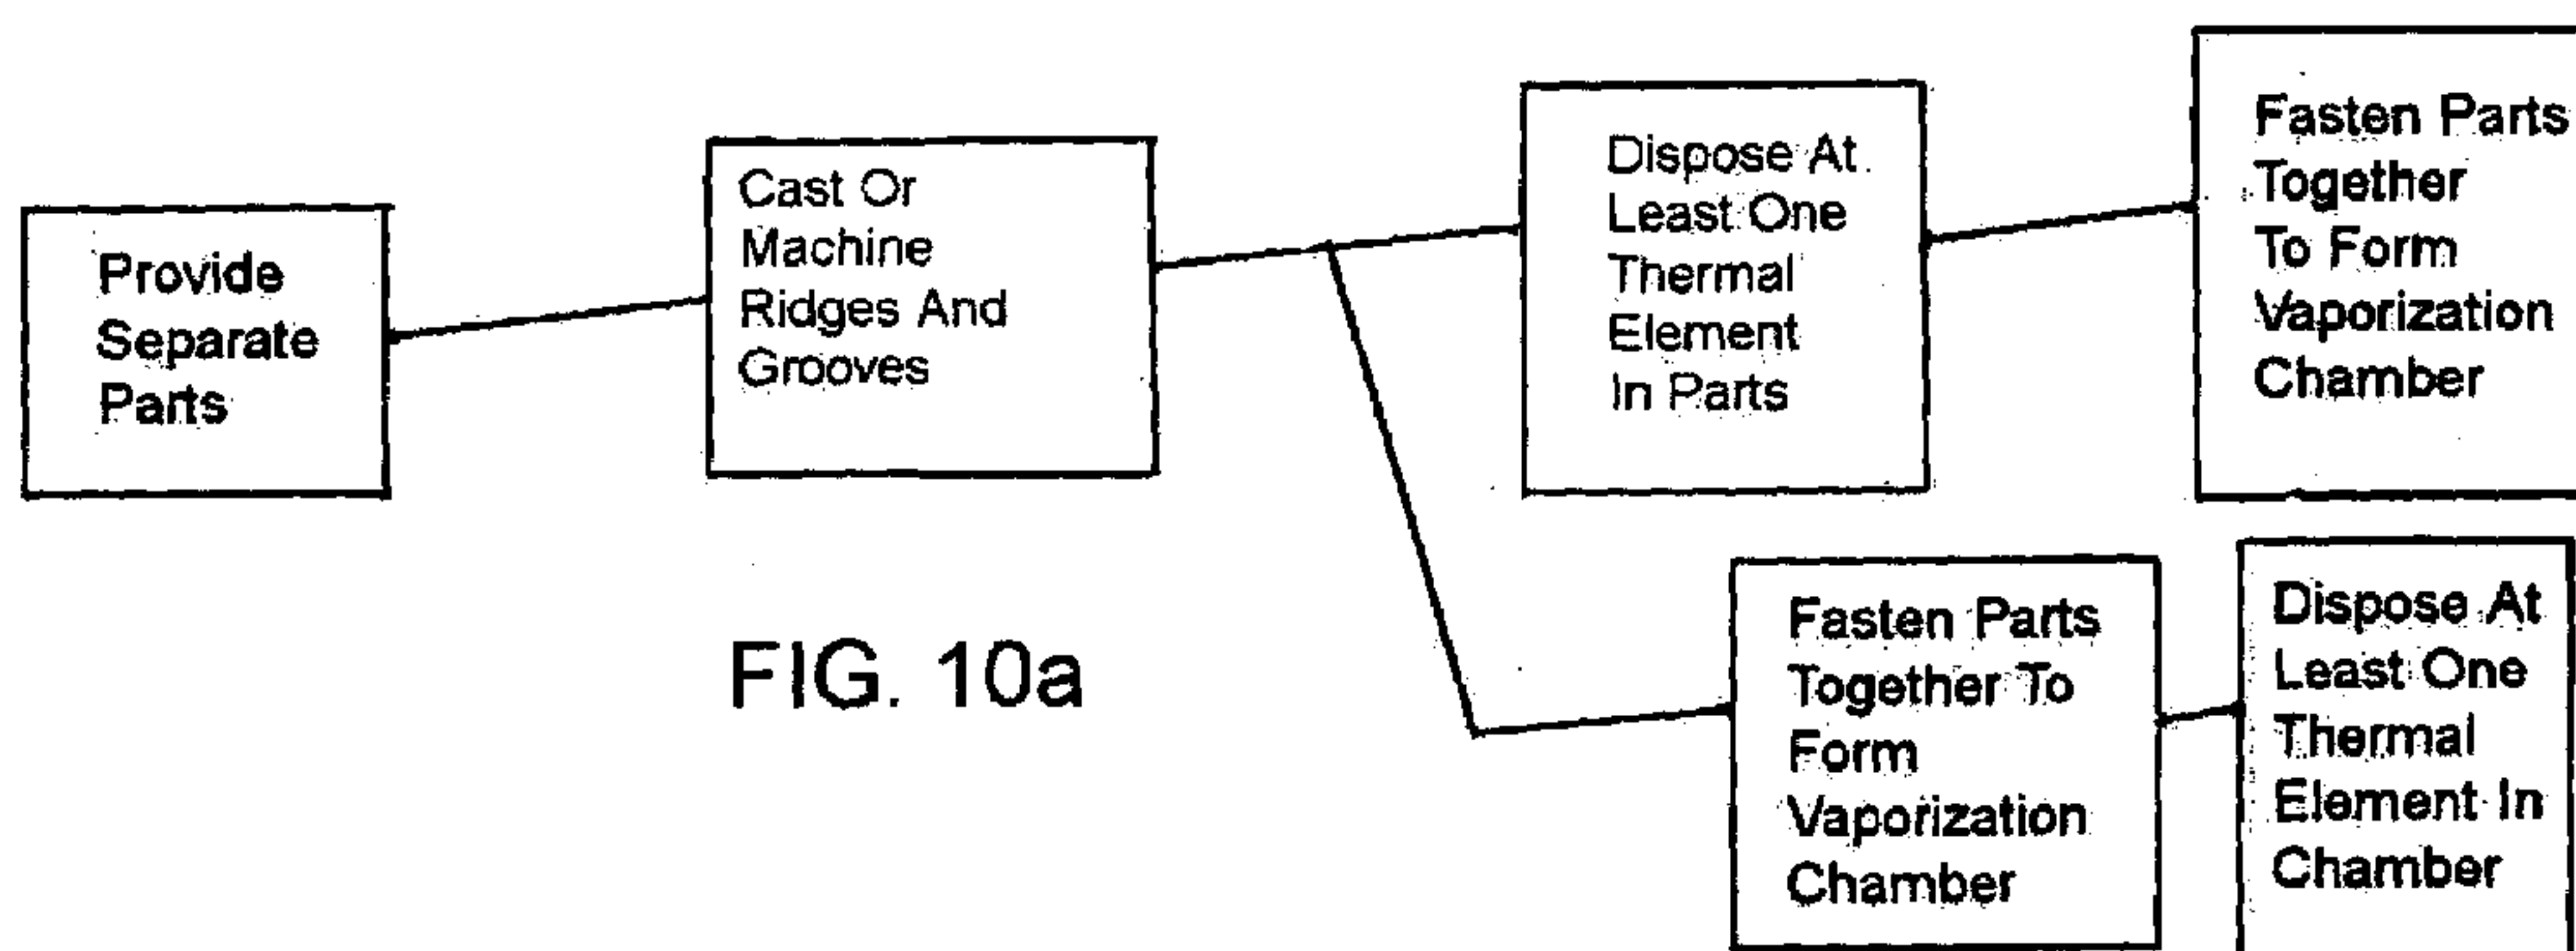 Provide
Separate
Parts
Cast Or
Machine
Ridges And
Grooves
Dispose At
Least One
Thermal
Element
In Parts
Fasten Parts
Together
To Form
Vaporization
Chamber
Fasten Parts
Together To
Form
Vaporization
Chamber
Dispose At
Least One
Thermal
Element In
Chamber
FIG. 10a